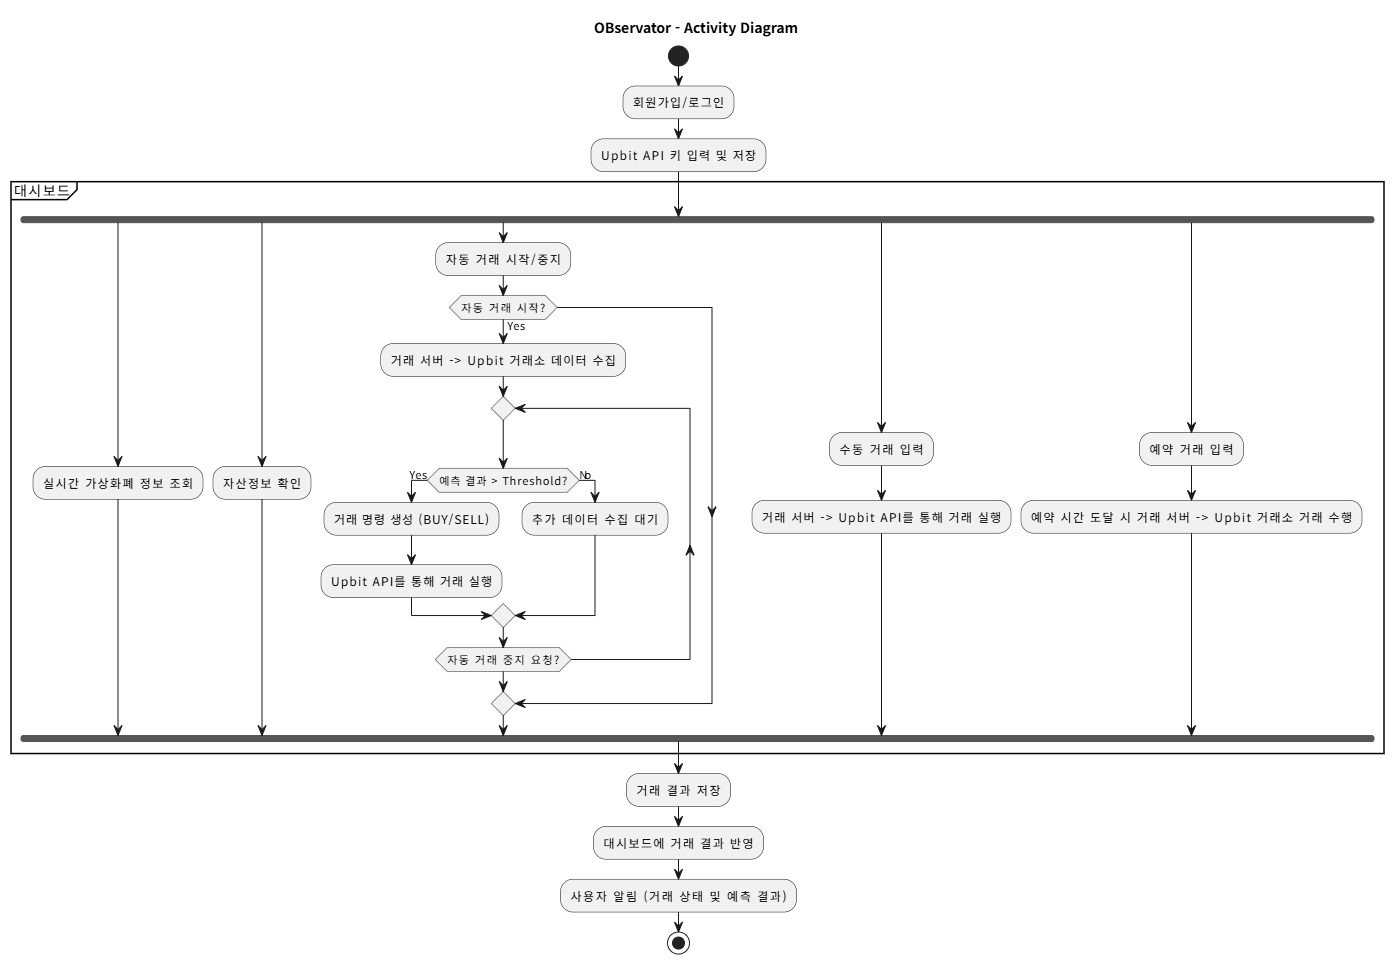 OBservator - Activity Diagram
회원가입/로그인
Upbit API 키 입력 및 저장
대시보드
실시간 가상화폐 정보 조회
자산정보 확인
자동 거래 시작/중지
자동 거래 시작?
Yes
거래 서버 -> Upbit 거래소 데이터 수집
예측 결과 > Threshold?
Yes
No
거래 명령 생성 (BUY/SELL)
추가 데이터 수집 대기
Upbit API를 통해 거래 실행
자동 거래 중지 요청?
수동 거래 입력
거래 서버 -> Upbit API를 통해 거래 실행
예약 거래 입력
예약 시간 도달 시 거래 서버 -> Upbit 거래소 거래 수행
거래 결과 저장
대시보드에 거래 결과 반영
사용자 알림 (거래 상태 및 예측 결과)